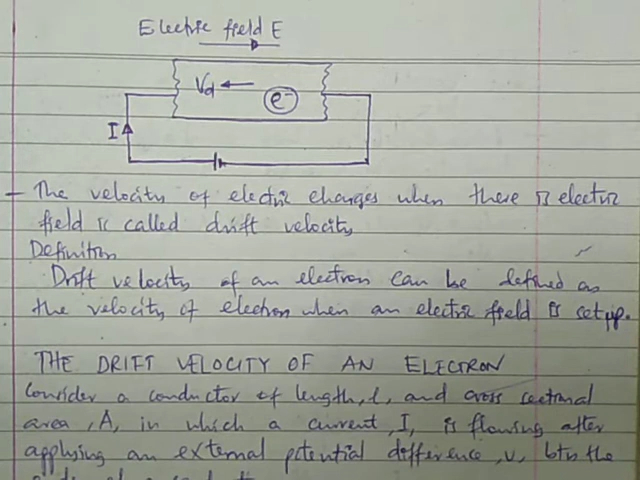 Electric field E
Vd
e-
I
- The velocity of electric charges when there is electric
field is called drift velocity
Definition
Drift velocity of an electron can be defined as
the velocity of electron when an electric field is set up.
THE DRIFT VELOCITY OF AN ELECTRON
Consider a conductor of length, l, and cross sectional
area, A, in which a current, I, is flowing after
applying an external potential difference, v, btn the